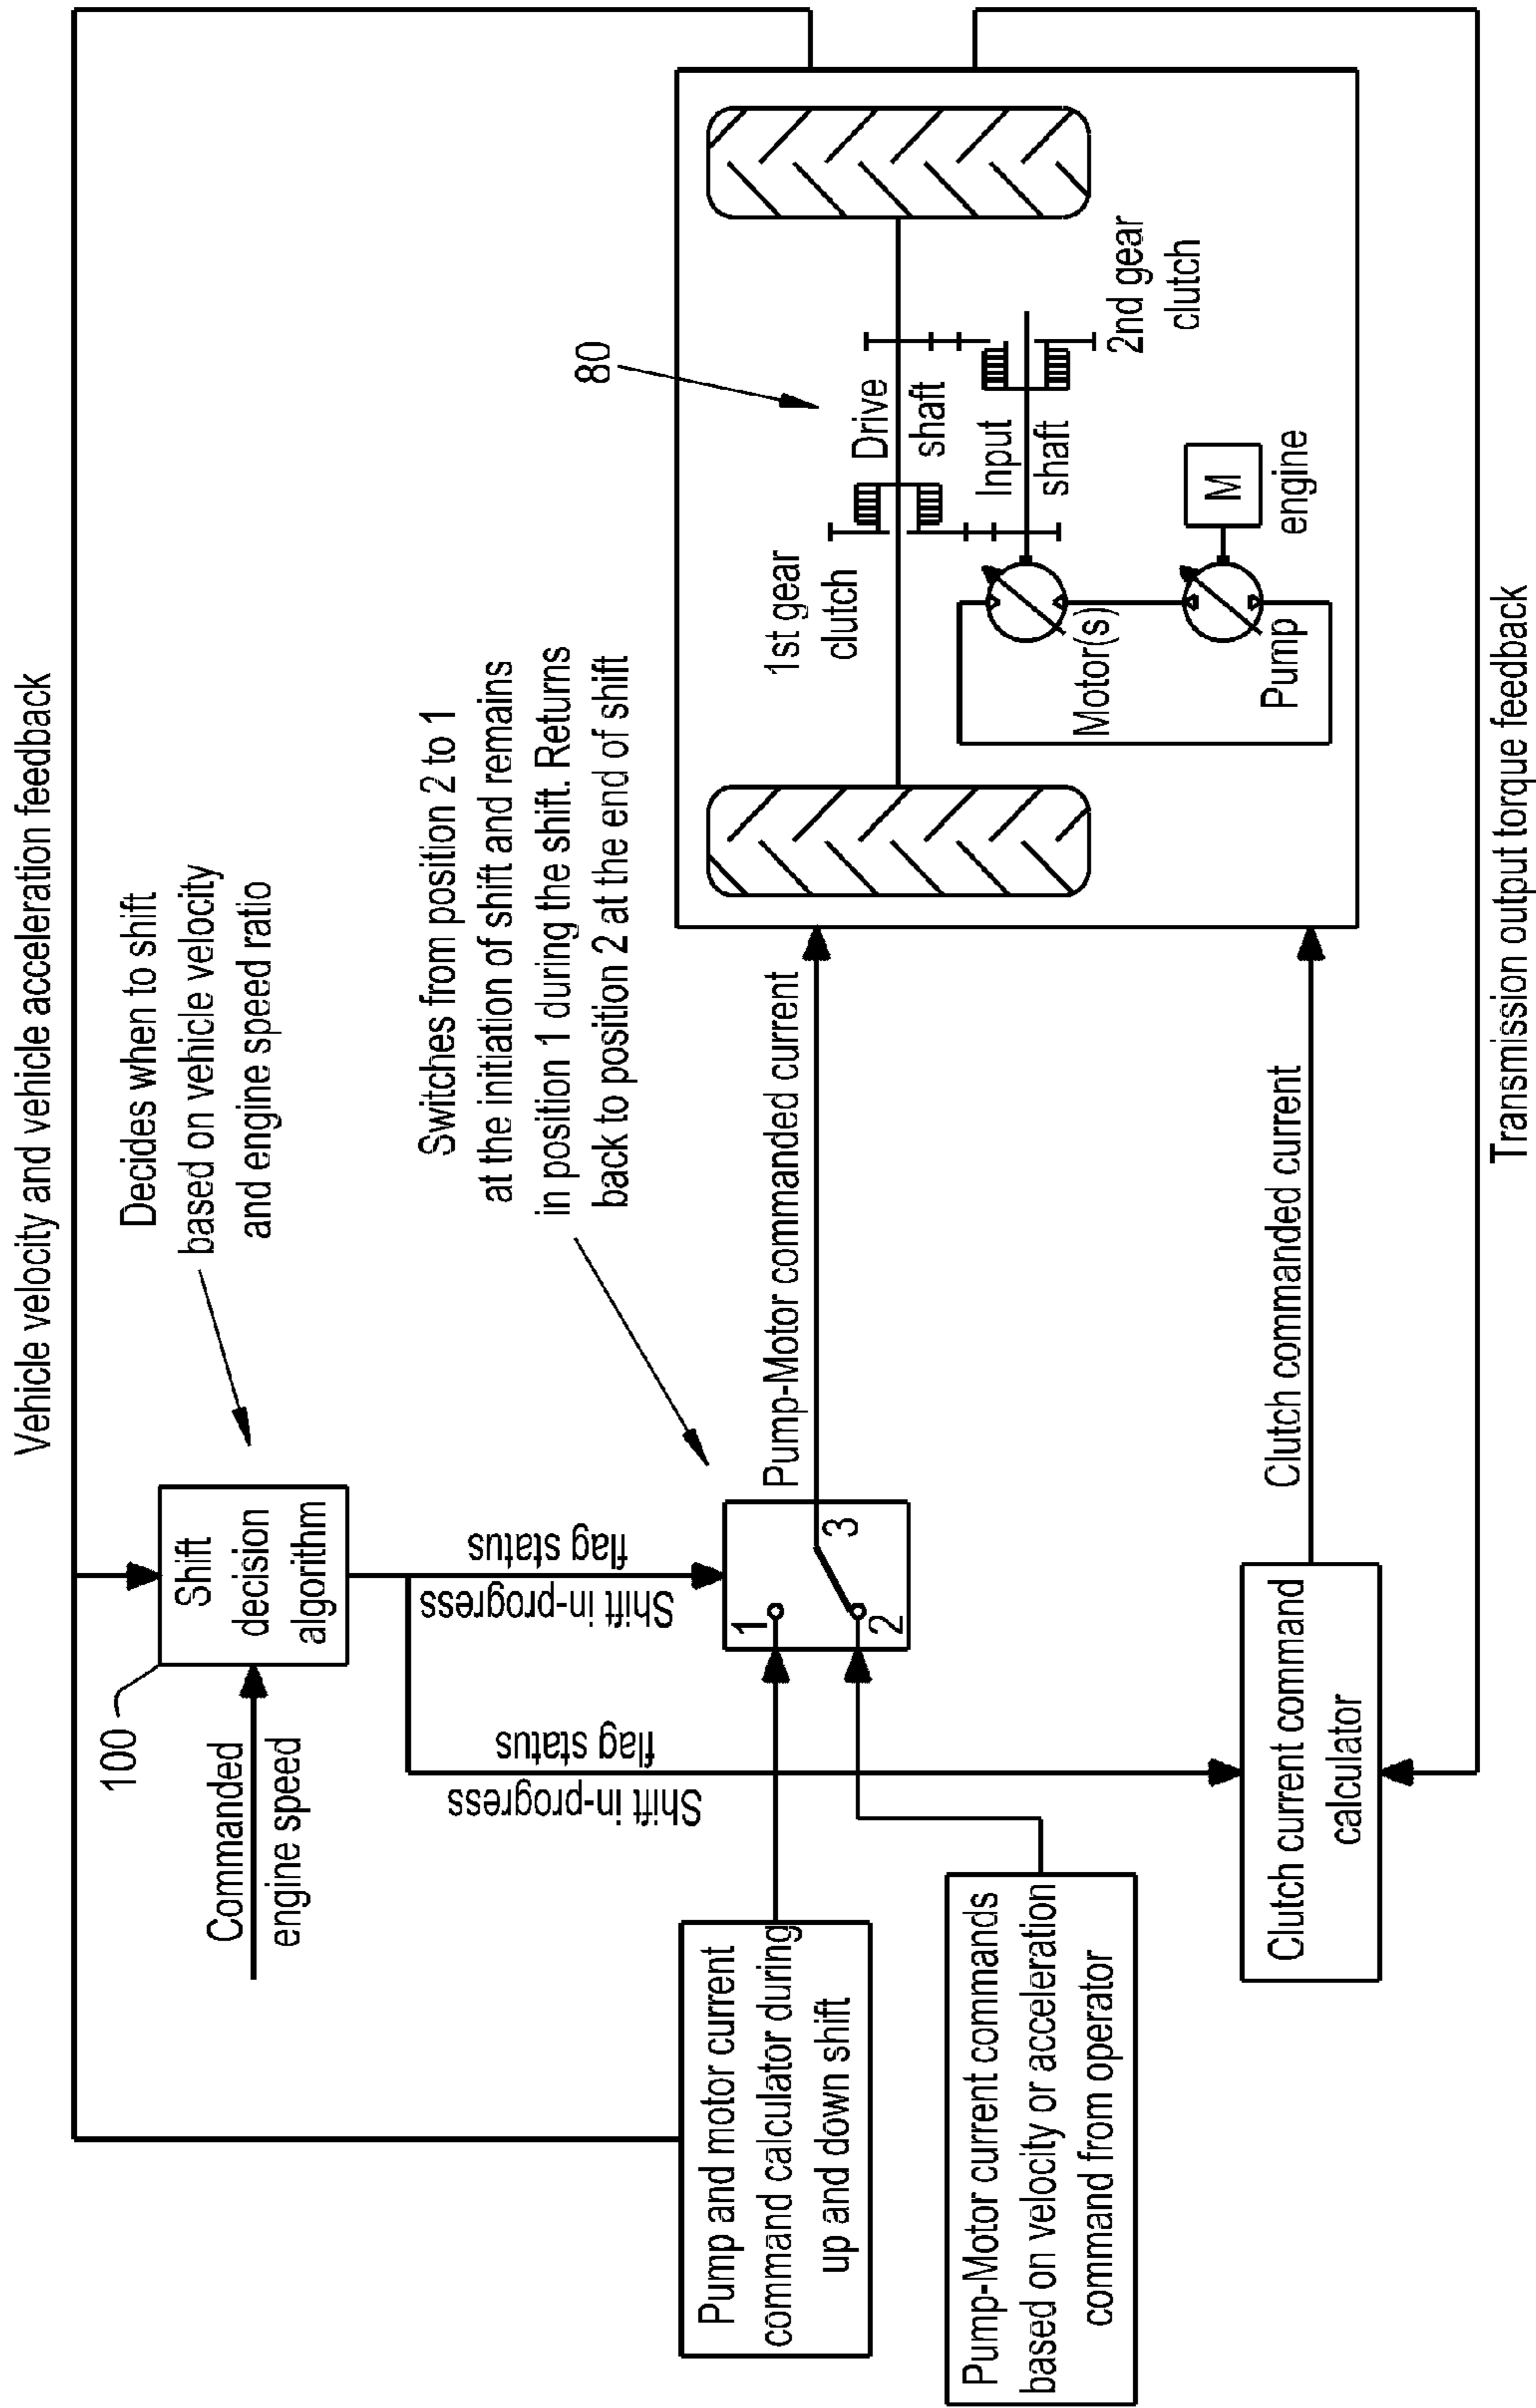 Vehicle velocity and vehicle acceleration feedback
Decides when to shift
based on vehicle velocity
and engine speed ratio
100
Shift
decision
algorithm
Commanded
engine speed
Switches from position 2 to 1
at the initiation of shift and remains
in position 1 during the shift. Returns
back to position 2 at the end of shift
Shift in-progress
flag status
Shift in-progress
flag status
1
2
3
Pump and motor current
command calculator during
up and down shift
Pump-Motor current commands
based on velocity or acceleration
command from operator
Pump-Motor commanded current
Clutch current command
calculator
Clutch commanded current
80
1st gear
clutch
Drive
shaft
Input
shaft
2nd gear
clutch
Motor(s)
Pump
M
engine
Transmission output torque feedback